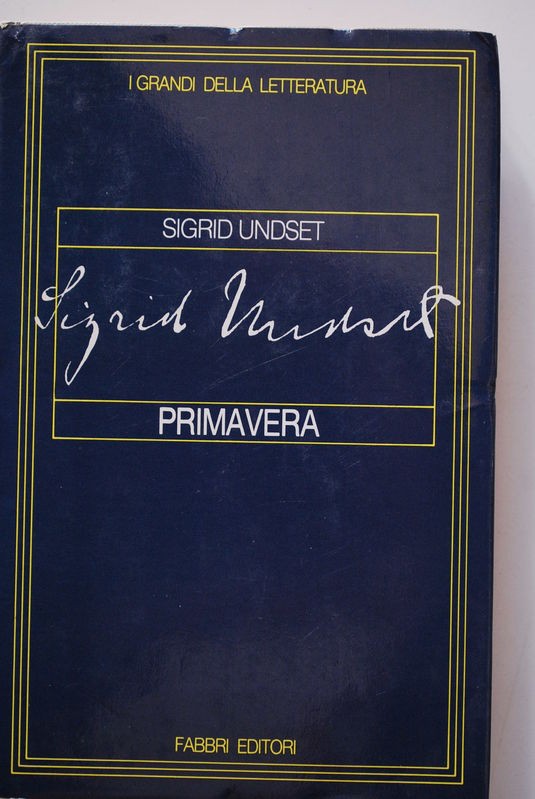 I GRANDI DELLA LETTERATURA
SIGRID UNDSET
Sigrid Undset
PRIMAVERA
FABBRI EDITORI